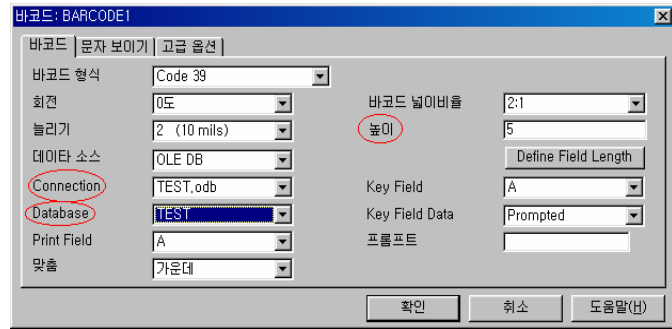 바코드: BARCODE1
바코드 문자 보이기 고급 옵션
바코드 형식 Code 39
회전 0도 바코드 넓이비율 2:1
늘리기 2 (10 mils) 높이 5
데이타 소스 OLE DB Define Field Length
Connection TEST.odb Key Field A
Database TEST Key Field Data Prompted
Print Field A 프롬프트
맞춤 가운데
확인 취소 도움말(H)